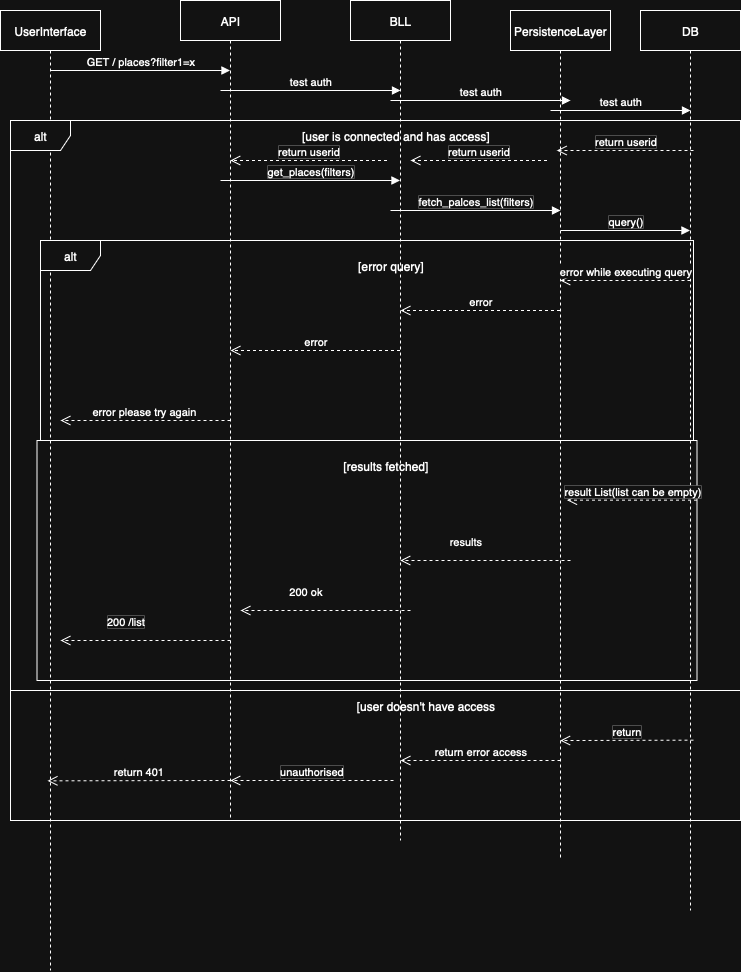 UserInterface
API
BLL
PersistenceLayer
DB
GET / places?filter1=x
test auth
test auth
test auth
alt
[user is connected and has access]
return userid
return userid
return userid
get_places(filters)
fetch_palces_list(filters)
query()
alt
[error query]
error while executing query
error
error
error please try again
[results fetched]
result List(list can be empty)
results
200 ok
200 /list
[user doesn't have access
return
return error access
unauthorised
return 401